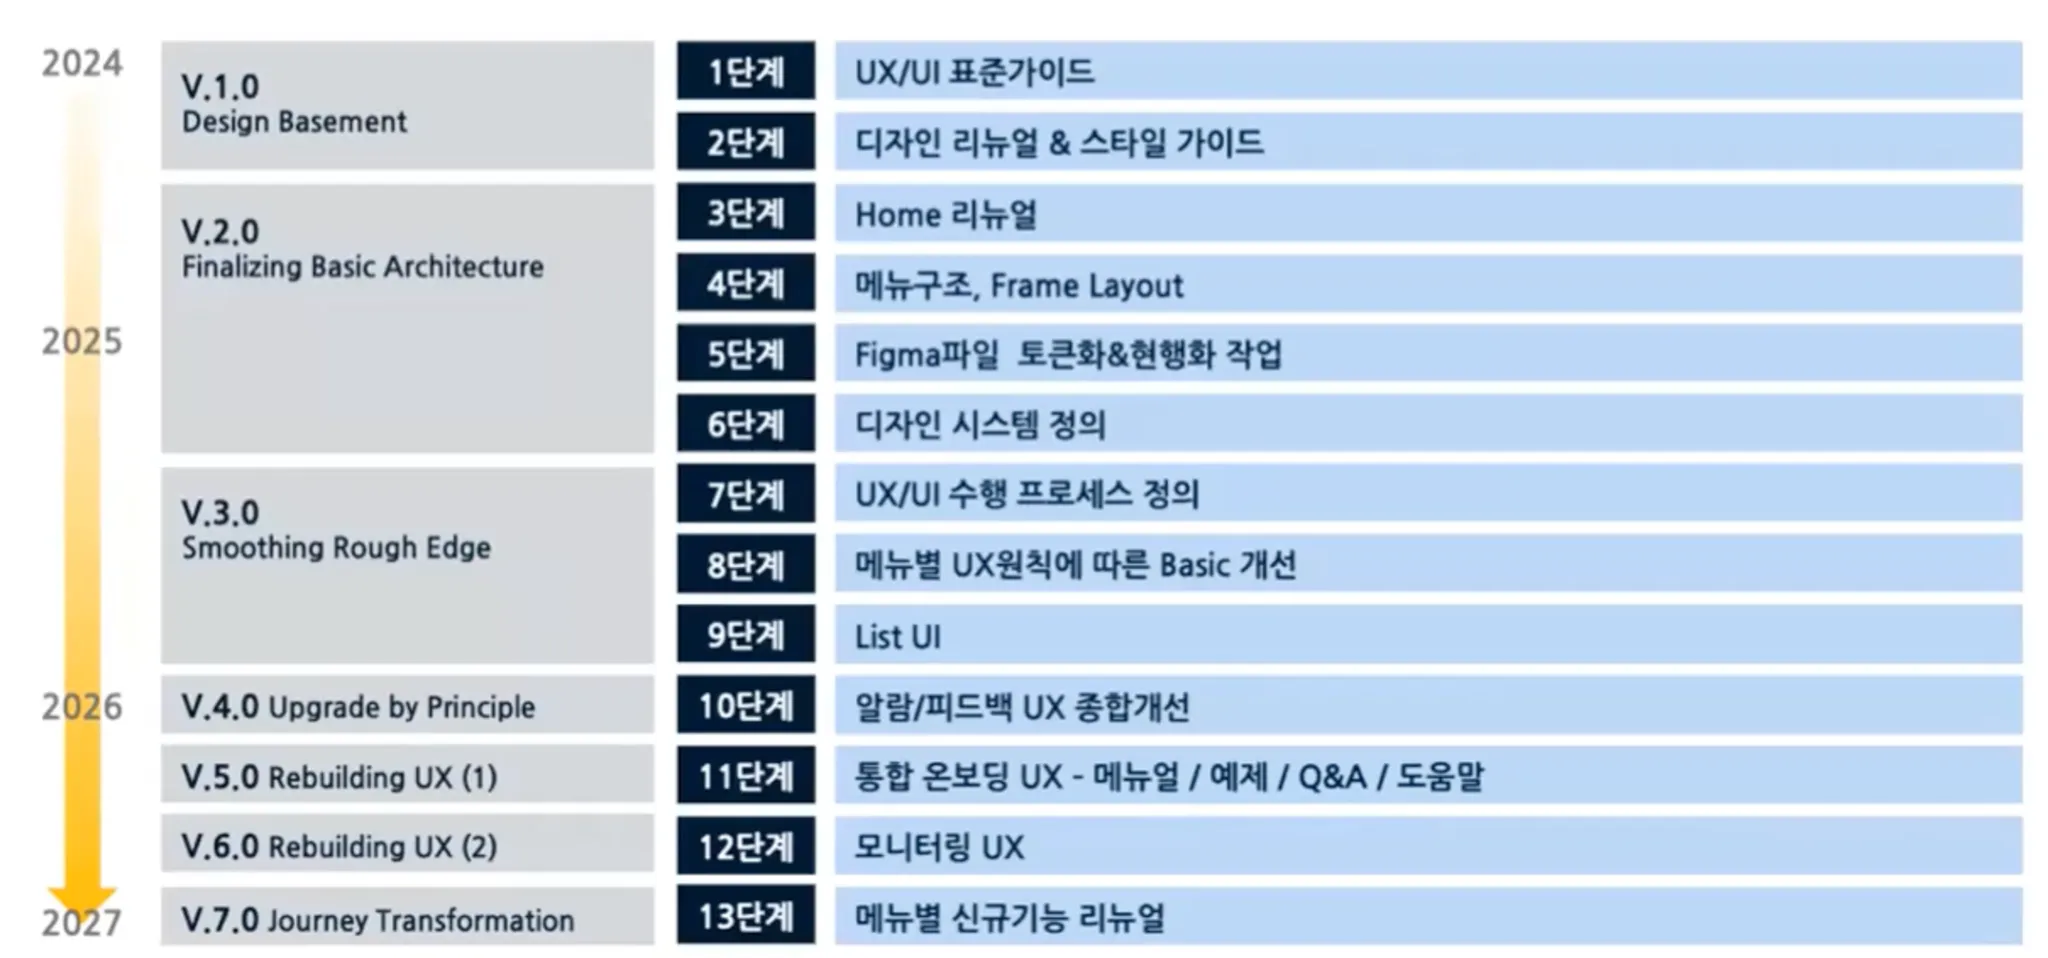 2024
V.1.0
Design Basement
1단계
UX/UI 표준가이드
2단계
디자인 리뉴얼 & 스타일 가이드
V.2.0
Finalizing Basic Architecture
3단계
Home 리뉴얼
4단계
메뉴구조, Frame Layout
2025
5단계
Figma파일 토큰화&현행화 작업
6단계
디자인 시스템 정의
V.3.0
Smoothing Rough Edge
7단계
UX/UI 수행 프로세스 정의
8단계
메뉴별 UX원칙에 따른 Basic 개선
9단계
List UI
2026
V.4.0 Upgrade by Principle
10단계
알람/피드백 UX 종합개선
V.5.0 Rebuilding UX (1)
11단계
통합 온보딩 UX - 메뉴얼 / 예제 / Q&A / 도움말
V.6.0 Rebuilding UX (2)
12단계
모니터링 UX
2027
V.7.0 Journey Transformation
13단계
메뉴별 신규기능 리뉴얼